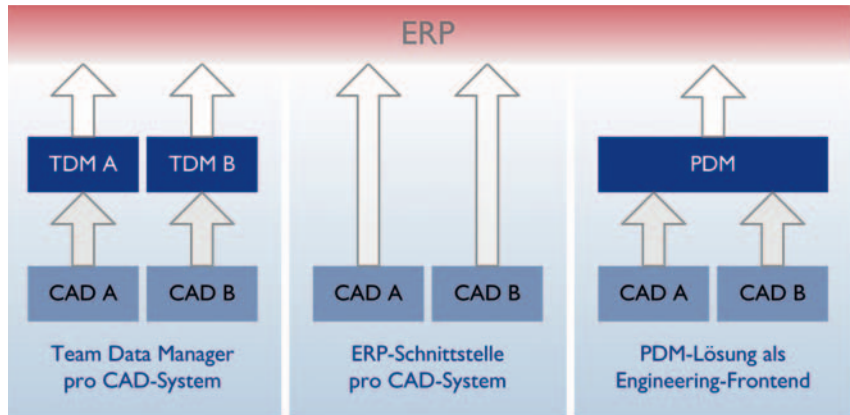 ERP
TDM A
TDM B
CAD A
CAD B
Team Data Manager
pro CAD-System
CAD A
CAD B
ERP-Schnittstelle
pro CAD-System
PDM
CAD A
CAD B
PDM-Lösung als
Engineering-Frontend